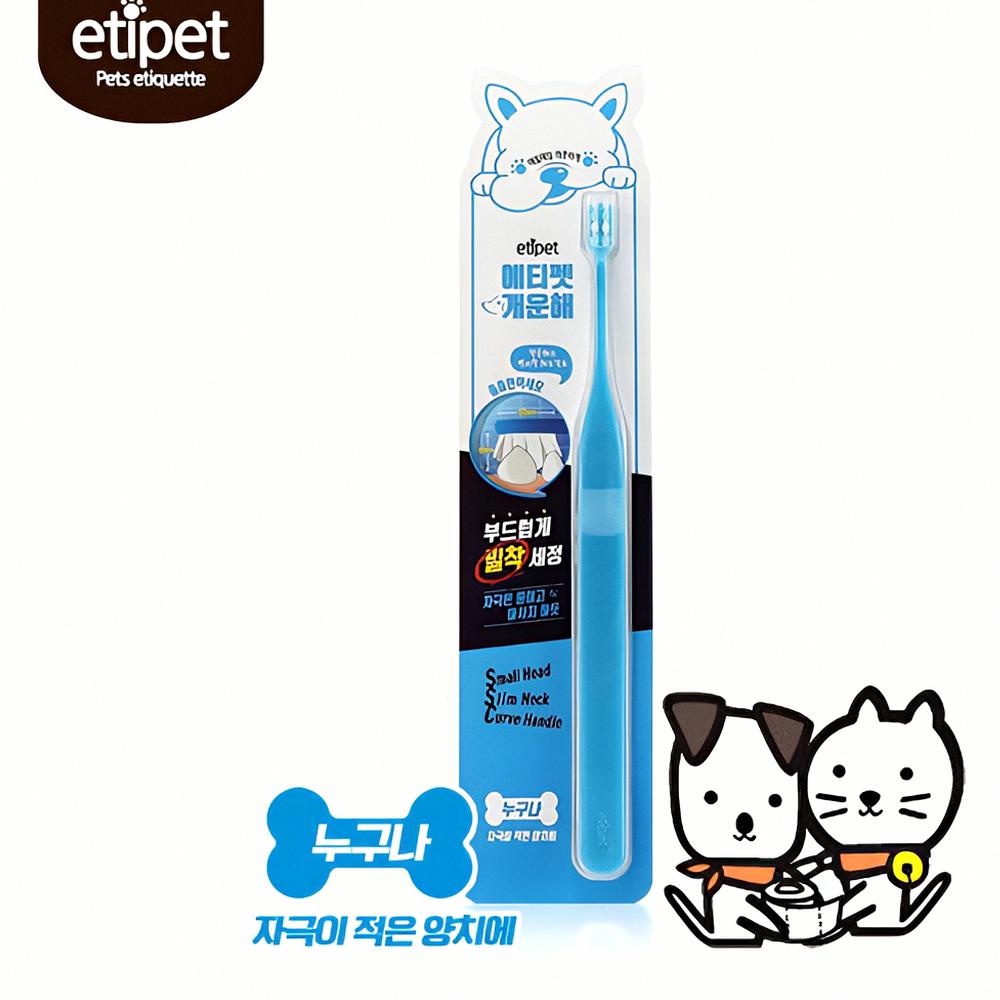 etipet
Pets etiquette
etipet
에티펫
개운해
부드럽게
밀착 세정
Small Head
Slim Neck
Curve Handle
누구나
누구나
자극이 적은 양치에